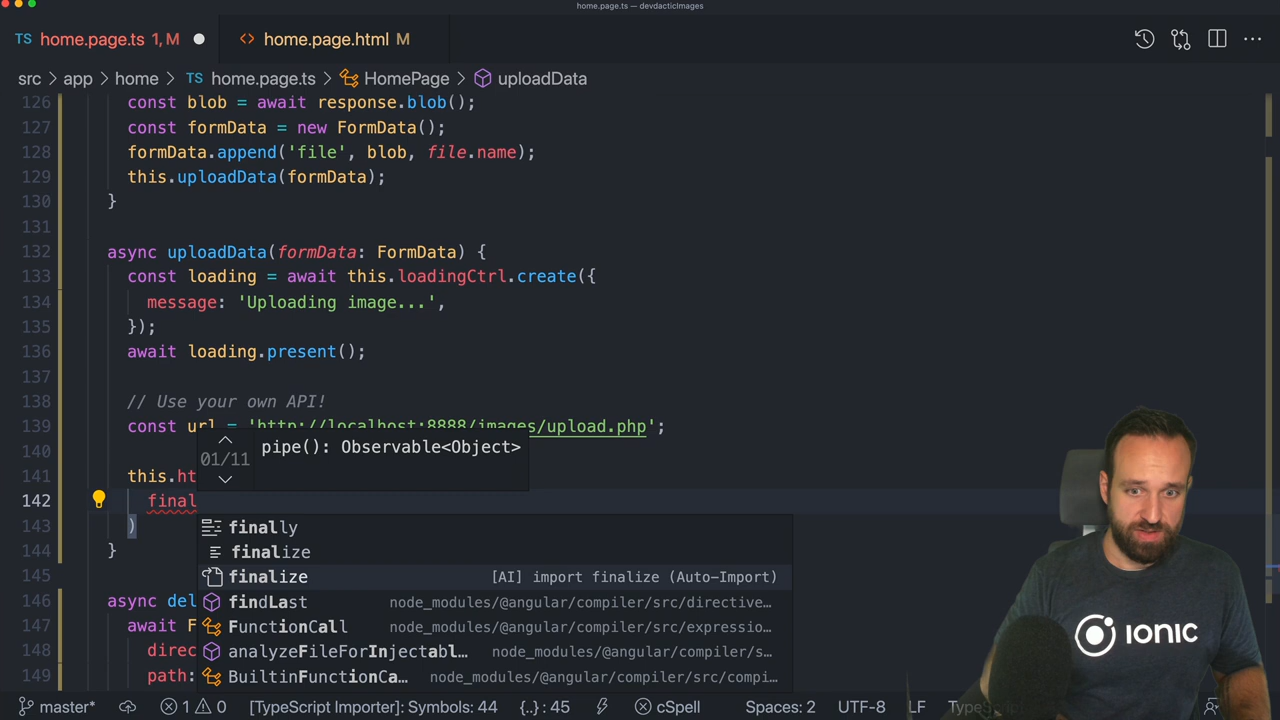 home.page.ts — devdacticImages
TS home.page.ts 1, M
<> home.page.html M
src > app > home > TS home.page.ts > HomePage > uploadData
126 const blob = await response.blob();
127 const formData = new FormData();
128 formData.append('file', blob, file.name);
129 this.uploadData(formData);
130 }
131
132 async uploadData(formData: FormData) {
133 const loading = await this.loadingCtrl.create({
134 message: 'Uploading image...',
135 });
136 await loading.present();
137
138 // Use your own API!
139 const url = 'http://localhost:8888/images/upload.php';
140
01/11 pipe(): Observable<Object>
141 this.ht
142 final
143 )
144 }
145
146 async del
147 await F
148 direc
149 path:
finally
finalize
finalize [AI] import finalize (Auto-Import)
findLast node_modules/@angular/compiler/src/directive…
FunctionCall node_modules/@angular/compiler/src/expressio…
analyzeFileForInjectabl… node_modules/@angular/compiler/s…
BuiltinFunctionCa… node_modules/@angular/compiler/src/compi…
IONIC
master* 1 0 [TypeScript Importer]: Symbols: 44 {..}: 45 cSpell Spaces: 2 UTF-8 LF